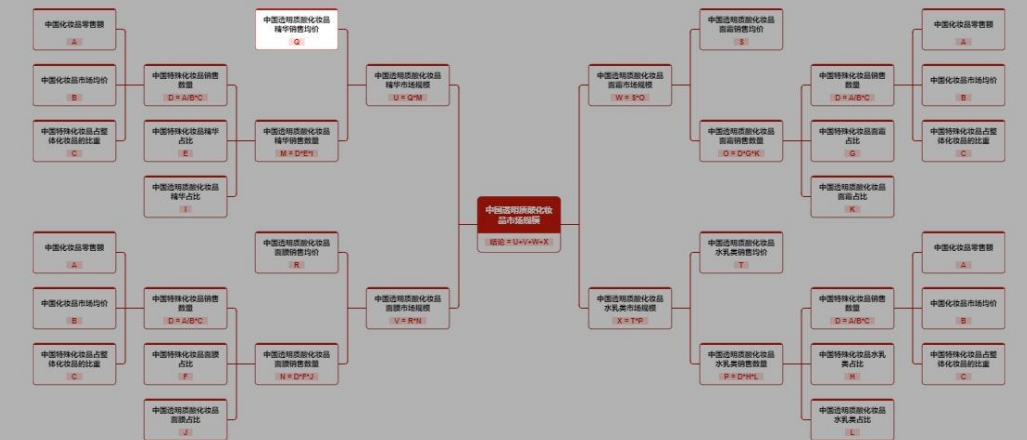 中国化妆品零售额
A
中国化妆品市场均价
B
中国特殊化妆品占整
体化妆品的比重
C
中国特殊化妆品销售
数量
D = A/B*C
中国特殊化妆品精华
占比
E
中国透明质酸化妆品
精华占比
I
中国透明质酸化妆品
精华销售均价
Q
中国透明质酸化妆品
精华销售数量
M = D*E*I
中国透明质酸化妆品
精华市场规模
U = Q*M
中国化妆品零售额
A
中国化妆品市场均价
B
中国特殊化妆品占整
体化妆品的比重
C
中国特殊化妆品销售
数量
D = A/B*C
中国特殊化妆品面膜
占比
F
中国透明质酸化妆品
面膜占比
J
中国透明质酸化妆品
面膜销售均价
R
中国透明质酸化妆品
面膜销售数量
N = D*F*J
中国透明质酸化妆品
面膜市场规模
V = R*N
中国透明质酸化妆
品市场规模
结论 = U+V+W+X
中国透明质酸化妆品
面霜市场规模
W = S*O
中国透明质酸化妆品
面霜销售均价
S
中国透明质酸化妆品
面霜销售数量
O = D*G*K
中国特殊化妆品销售
数量
D = A/B*C
中国特殊化妆品面霜
占比
G
中国透明质酸化妆品
面霜占比
K
中国化妆品零售额
A
中国化妆品市场均价
B
中国特殊化妆品占整
体化妆品的比重
C
中国透明质酸化妆品
水乳类市场规模
X = T*P
中国透明质酸化妆品
水乳类销售均价
T
中国透明质酸化妆品
水乳类销售数量
P = D*H*L
中国特殊化妆品销售
数量
D = A/B*C
中国特殊化妆品水乳
类占比
H
中国透明质酸化妆品
水乳类占比
L
中国化妆品零售额
A
中国化妆品市场均价
B
中国特殊化妆品占整
体化妆品的比重
C